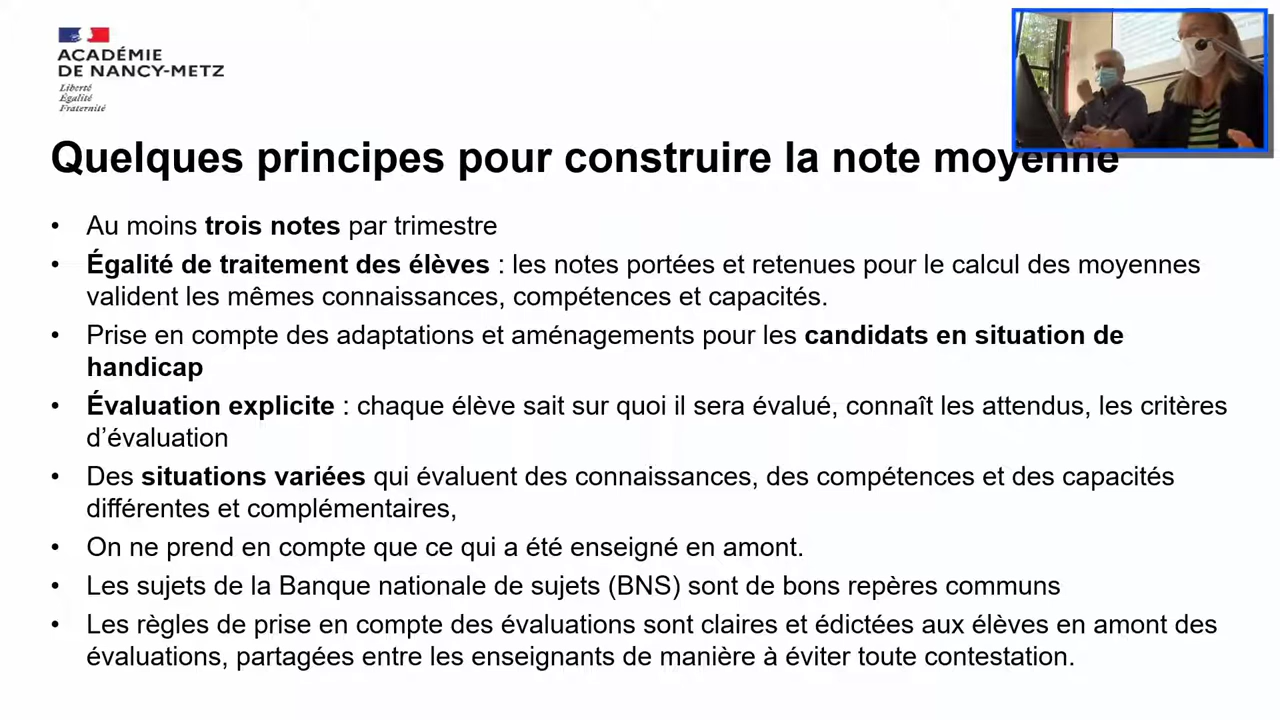 ACADÉMIE
DE NANCY-METZ
Liberté
Égalité
Fraternité
Quelques principes pour construire la note moyenne
• Au moins trois notes par trimestre
• Égalité de traitement des élèves : les notes portées et retenues pour le calcul des moyennes
valident les mêmes connaissances, compétences et capacités.
• Prise en compte des adaptations et aménagements pour les candidats en situation de
handicap
• Évaluation explicite : chaque élève sait sur quoi il sera évalué, connaît les attendus, les critères
d’évaluation
• Des situations variées qui évaluent des connaissances, des compétences et des capacités
différentes et complémentaires,
• On ne prend en compte que ce qui a été enseigné en amont.
• Les sujets de la Banque nationale de sujets (BNS) sont de bons repères communs
• Les règles de prise en compte des évaluations sont claires et édictées aux élèves en amont des
évaluations, partagées entre les enseignants de manière à éviter toute contestation.